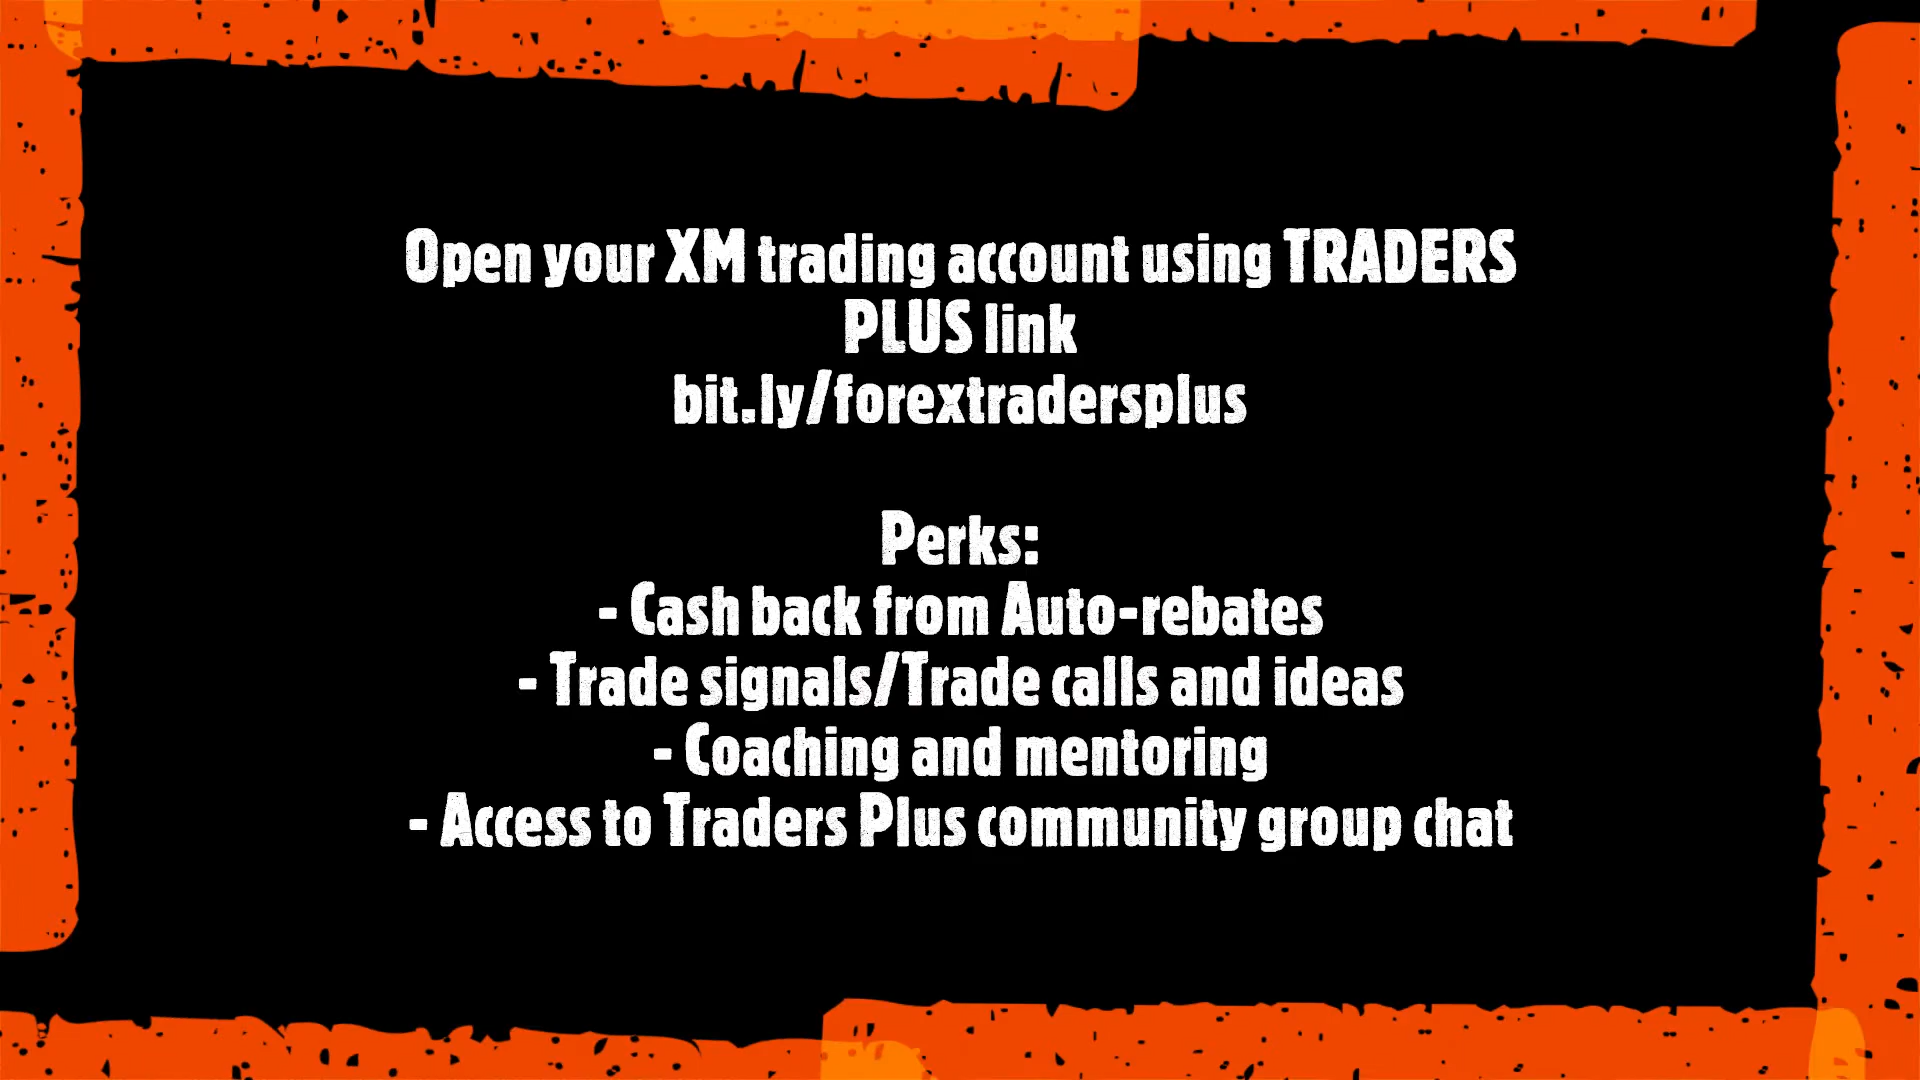 Open your XM trading account using TRADERS
PLUS link
bit.ly/forextradersplus
Perks:
- Cash back from Auto-rebates
- Trade signals/Trade calls and ideas
- Coaching and mentoring
- Access to Traders Plus community group chat